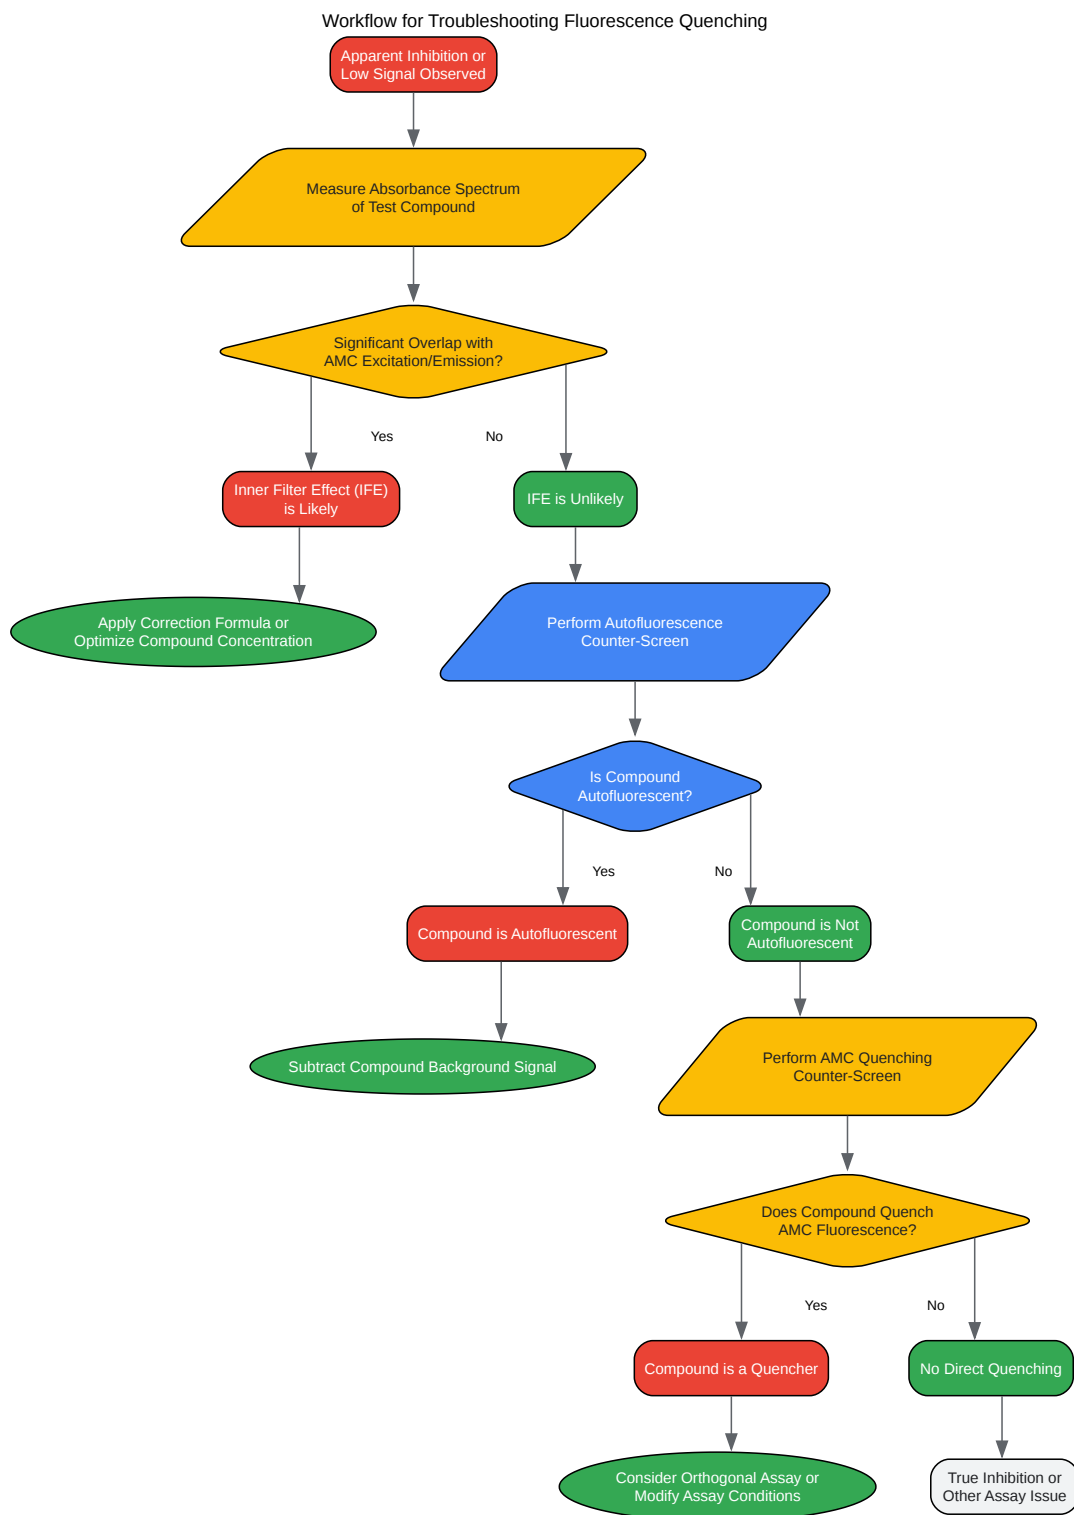 Workflow for Troubleshooting Fluorescence Quenching
Apparent Inhibition or
Low Signal Observed
Measure Absorbance Spectrum
of Test Compound
Significant Overlap with
AMC Excitation/Emission?
Yes
No
Inner Filter Effect (IFE)
is Likely
IFE is Unlikely
Apply Correction Formula or
Optimize Compound Concentration
Perform Autofluorescence
Counter-Screen
Is Compound
Autofluorescent?
Yes
No
Compound is Autofluorescent
Compound is Not
Autofluorescent
Subtract Compound Background Signal
Perform AMC Quenching
Counter-Screen
Does Compound Quench
AMC Fluorescence?
Yes
No
Compound is a Quencher
No Direct Quenching
Consider Orthogonal Assay or
Modify Assay Conditions
True Inhibition or
Other Assay Issue